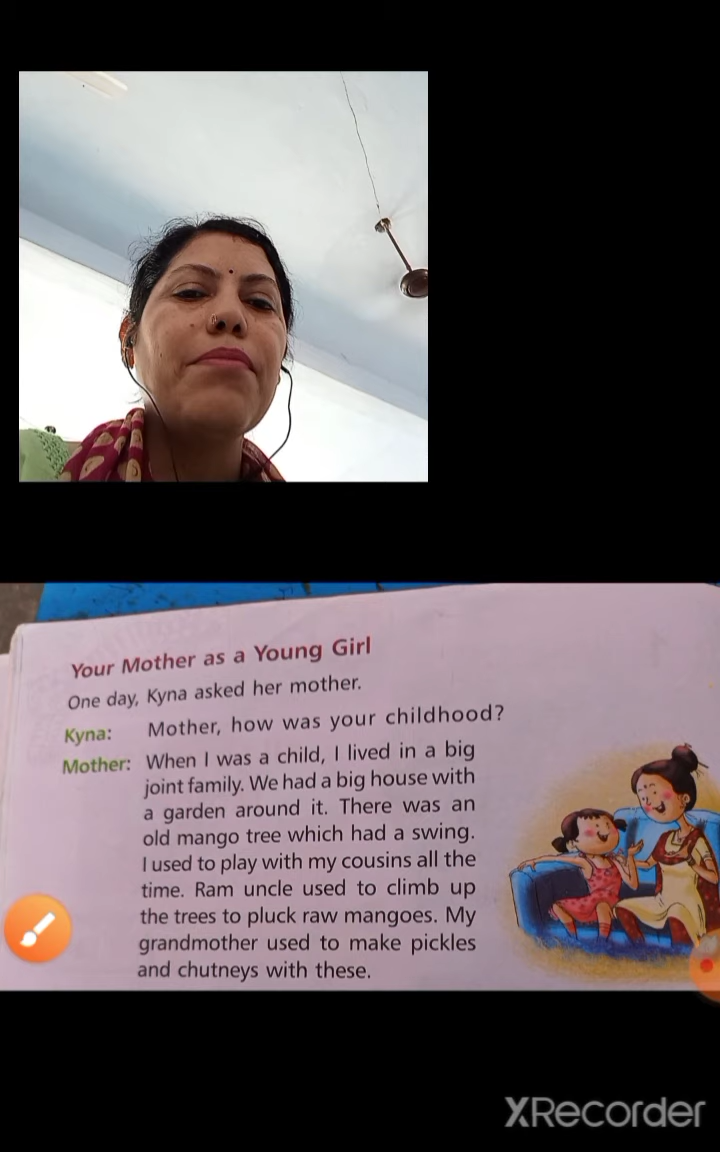 Your Mother as a Young Girl
One day, Kyna asked her mother.
Kyna: Mother, how was your childhood?
Mother: When I was a child, I lived in a big
joint family. We had a big house with
a garden around it. There was an
old mango tree which had a swing.
I used to play with my cousins all the
time. Ram uncle used to climb up
the trees to pluck raw mangoes. My
grandmother used to make pickles
and chutneys with these.
XRecorder